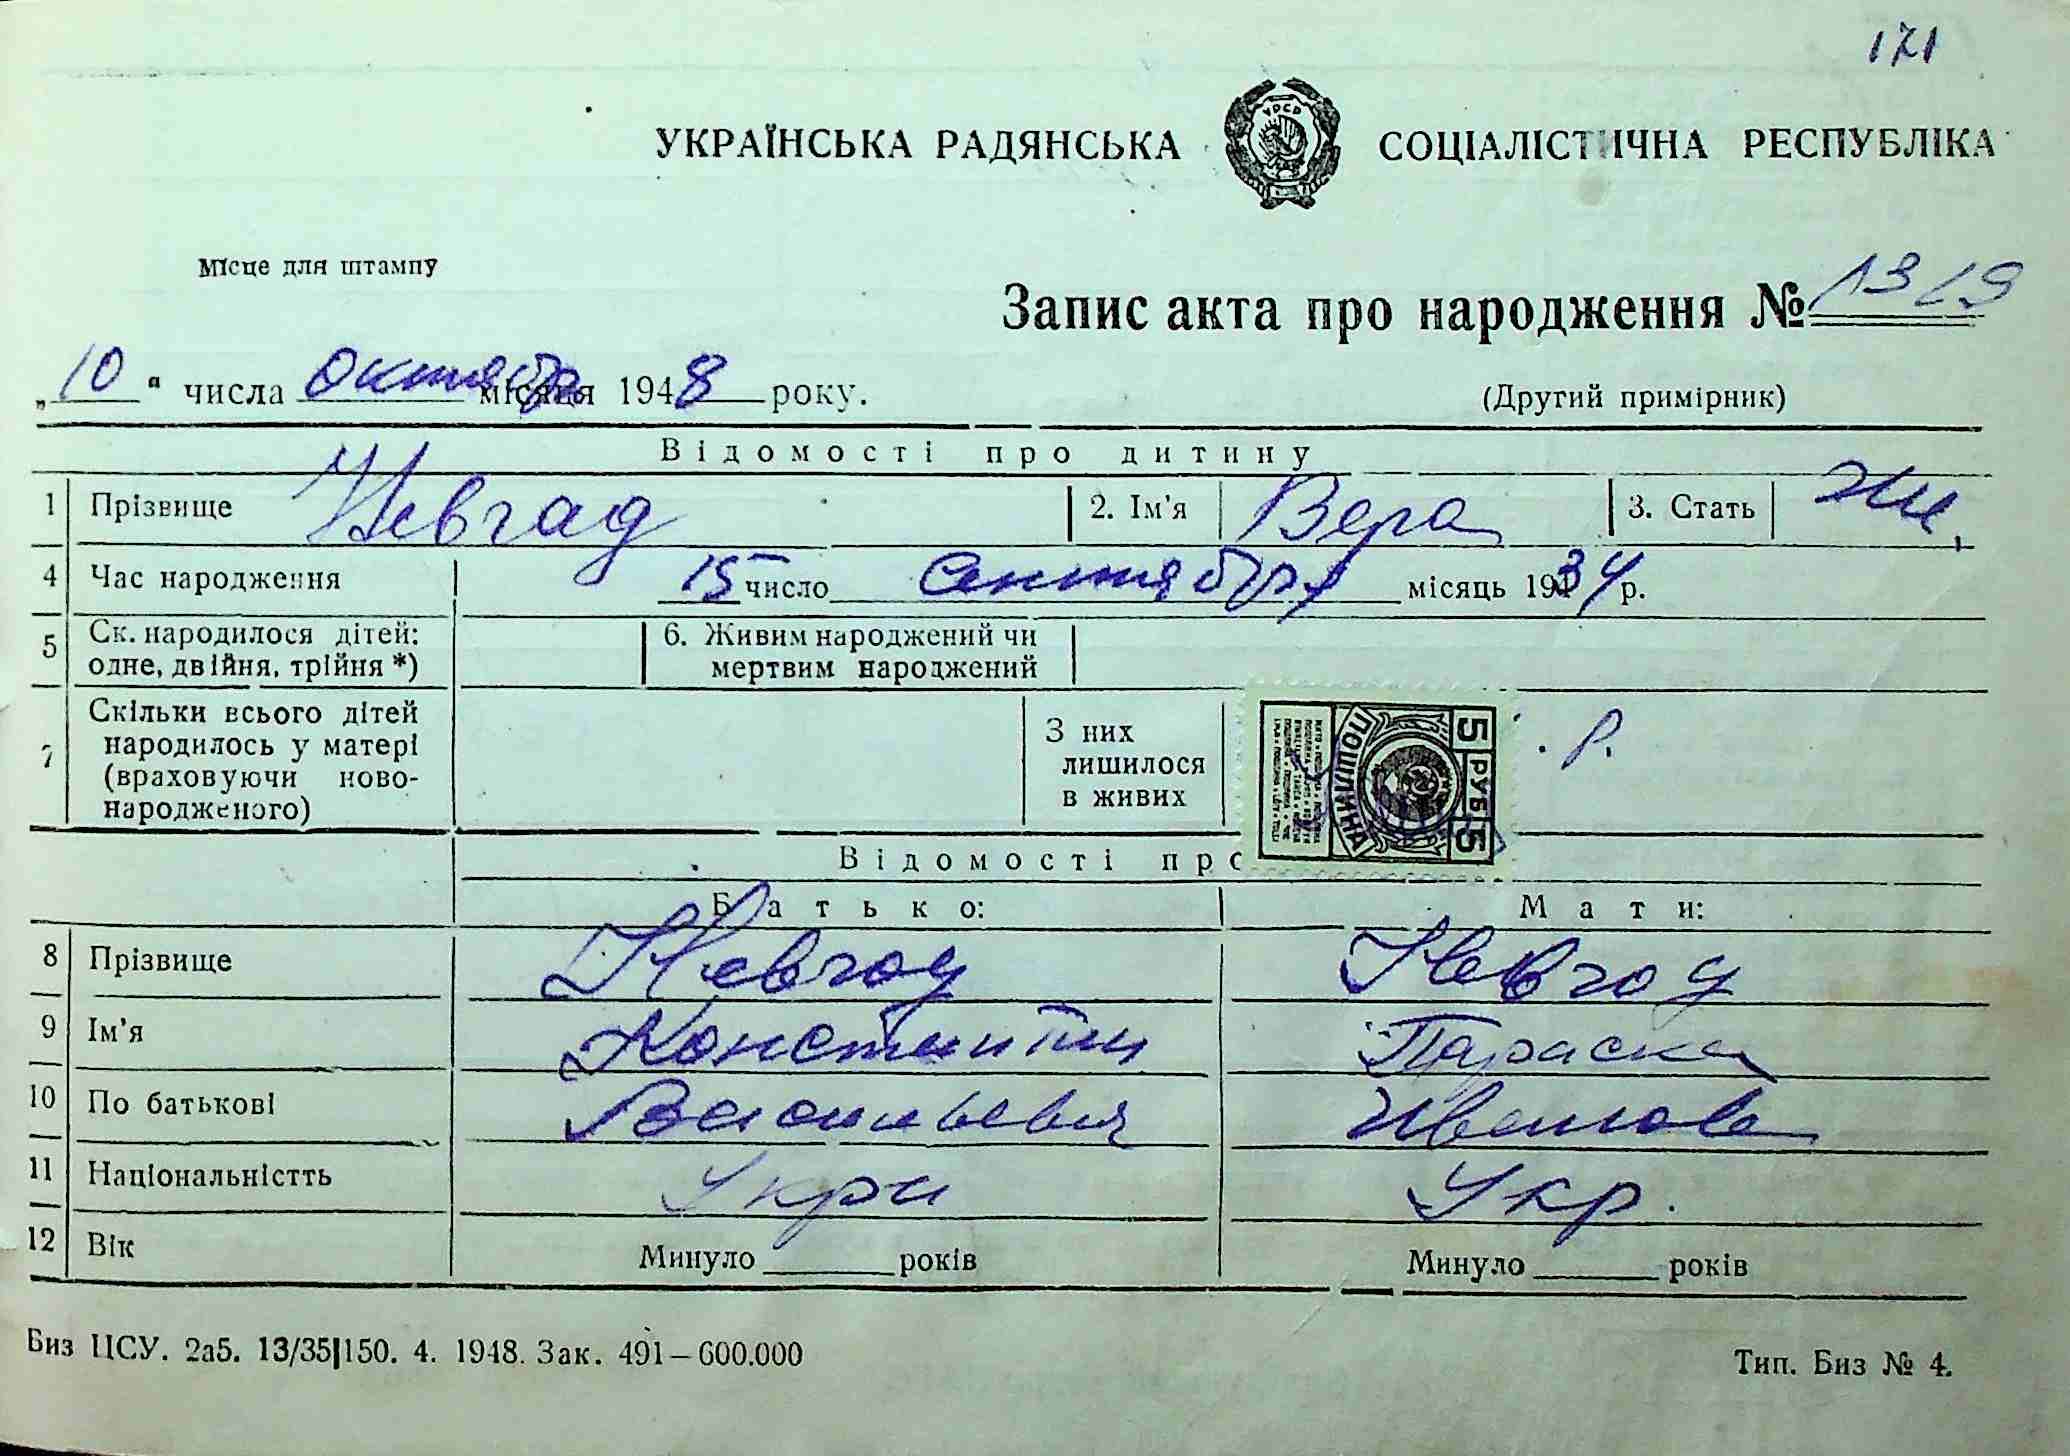 171
УКРАЇНСЬКА РАДЯНСЬКА УРСР СОЦІАЛІСТИЧНА РЕСПУБЛІКА
Місце для штампу
Запис акта про народження № 1319
„10“ числа октября місяця 1948 року.
(Другий примірник)
Відомості про дитину
1 Прізвище Невгад 2. Ім'я Вера 3. Стать жи.
4 Час народження 15 число сентября місяць 1934 р.
5 Ск. народилося дітей: одне, двійня, трійня *) 6. Живим народжений чи мертвим народжений
7 Скільки всього дітей народилось у матері (враховуючи новонародженого) З них лишилося в живих
5 РУБ 5
ПОШЛИНА
р.
Відомості про
Батько: Мати:
8 Прізвище Невгод Невгод
9 Ім'я Константин Параска
10 По батькові Васильевич Иванова
11 Національністть Укра Укр.
12 Вік Минуло років Минуло років
Биз ЦСУ. 2а5. 13/35|150. 4. 1948. Зак. 491—600.000
Тип. Биз № 4.